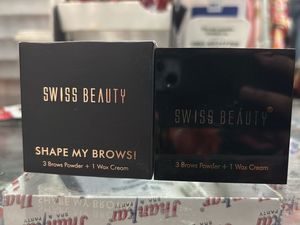 SWISS BEAUTY
SHAPE MY BROWS!
3 Brows Powder + 1 Wax Cream
SWISS BEAUTY®
3 Brows Powder + 1 Wax Cream
Jhankar